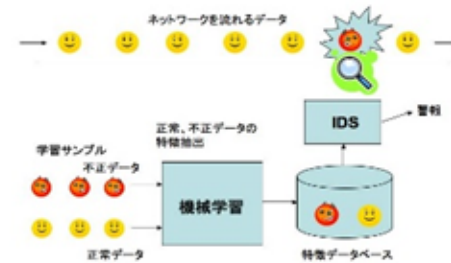 ネットワークを流れるデータ
IDS
警報
正常、不正データの
特徴抽出
学習サンプル
不正データ
機械学習
正常データ
特徴データベース